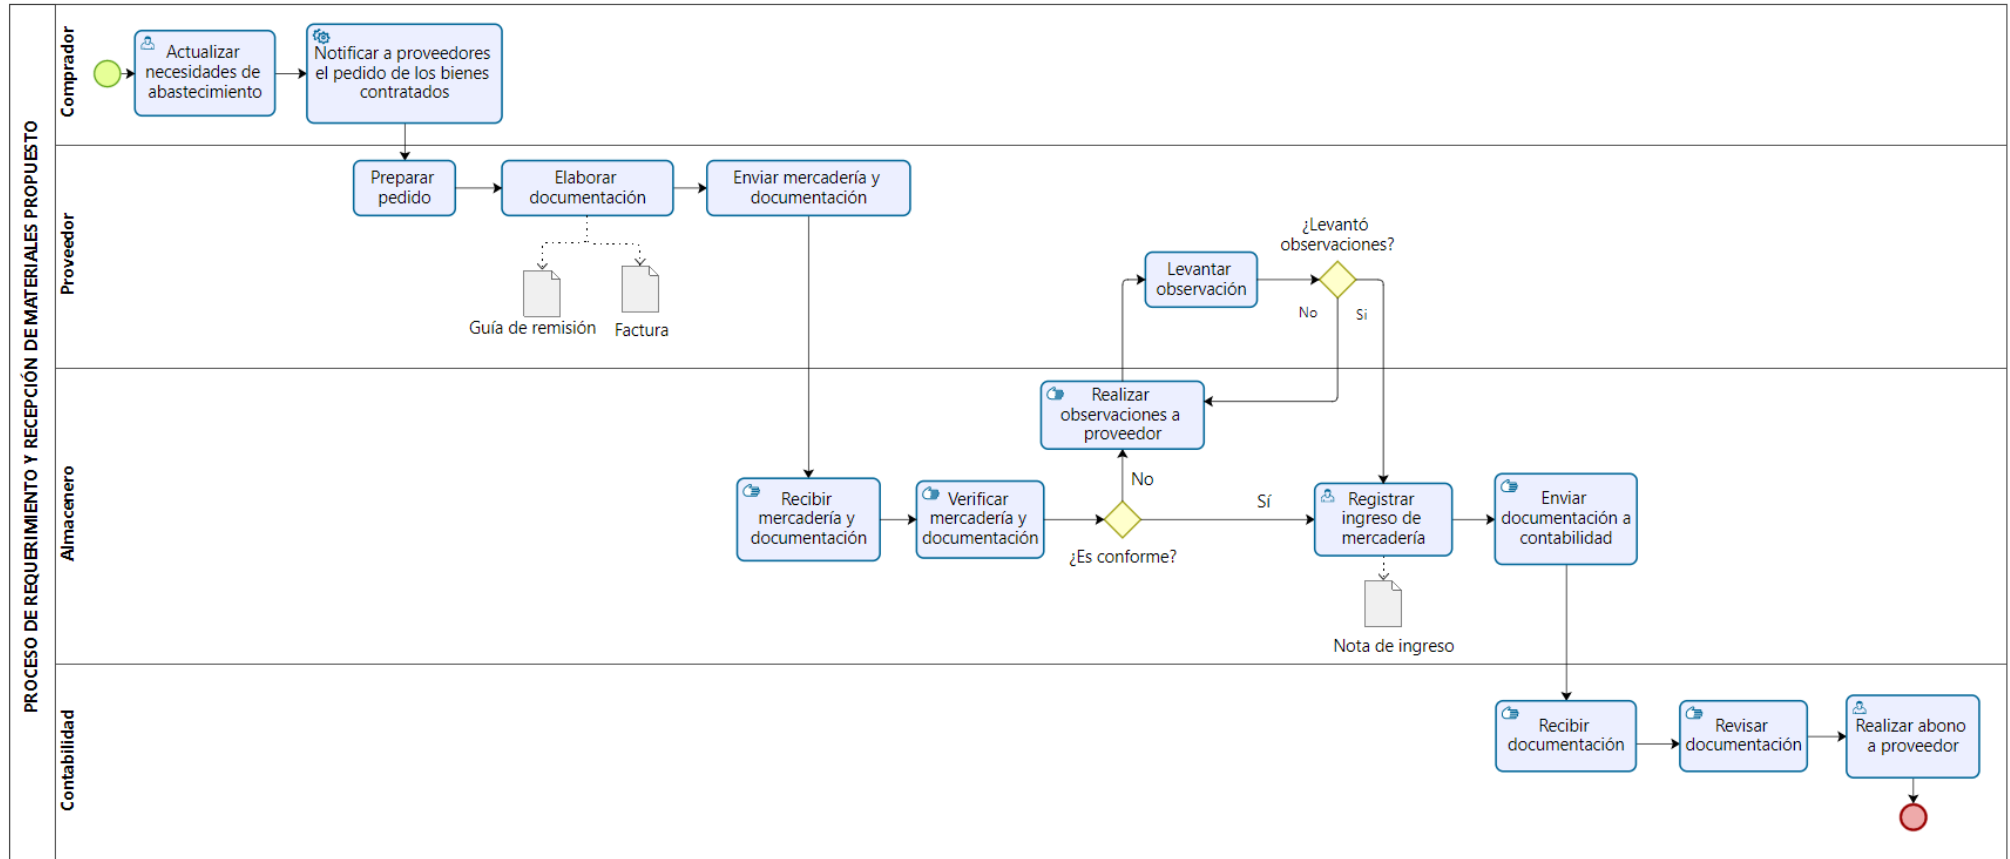 PROCESO DE REQUERIMIENTO Y RECEPCIÓN DE MATERIALES PROPUESTO
Comprador
Actualizar
necesidades de
abastecimiento
Notificar a proveedores
el pedido de los bienes
contratados
Proveedor
Preparar
pedido
Elaborar
documentación
Enviar mercadería y
documentación
Guía de remisión
Factura
Levantar
observación
¿Levantó
observaciones?
No
Si
Almacenero
Realizar
observaciones a
proveedor
Recibir
mercadería y
documentación
Verificar
mercadería y
documentación
No
¿Es conforme?
Sí
Registrar
ingreso de
mercadería
Enviar
documentación a
contabilidad
Nota de ingreso
Contabilidad
Recibir
documentación
Revisar
documentación
Realizar abono
a proveedor